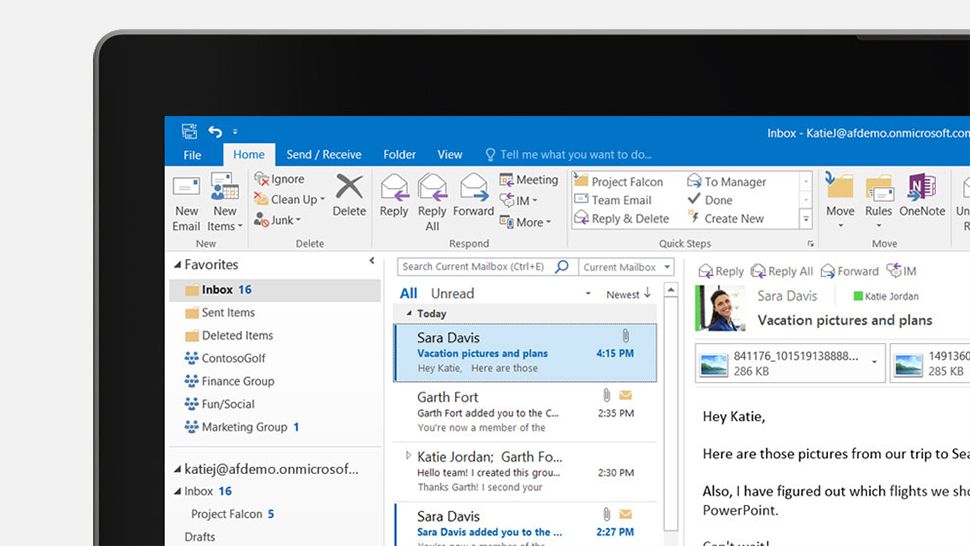 Inbox - KatieJ@afdemo.onmicrosoft.com
File Home Send / Receive Folder View Tell me what you want to do...
New Email
New Items
Ignore
Clean Up
Junk
Delete
Reply
Reply All
Forward
Meeting
IM
More
Project Falcon
Team Email
Reply & Delete
To Manager
Done
Create New
Move
Rules
OneNote
New Delete Respond Quick Steps Move
Favorites
Inbox 16
Sent Items
Deleted Items
ContosoGolf
Finance Group
Fun/Social
Marketing Group 1
katiej@afdemo.onmicrosof...
Inbox 16
Project Falcon 5
Drafts
Search Current Mailbox (Ctrl+E) Current Mailbox
All Unread Newest
Today
Sara Davis
Vacation pictures and plans 4:15 PM
Hey Katie, Here are those
Garth Fort
Garth Fort added you to the C... 2:35 PM
You're now a member of the
Katie Jordan; Garth Fo...
Hello team! I created this grou... 2:30 PM
Thanks Garth! I second your
Sara Davis
Sara Davis added you to the ... 2:27 PM
You're now a member of the
Reply Reply All Forward IM
Sara Davis Katie Jordan
Vacation pictures and plans
841176_101519138888... 
286 KB
1491360
285 KB
Hey Katie,
Here are those pictures from our trip to Sea
Also, I have figured out which flights we sho
PowerPoint.
Can't wait!